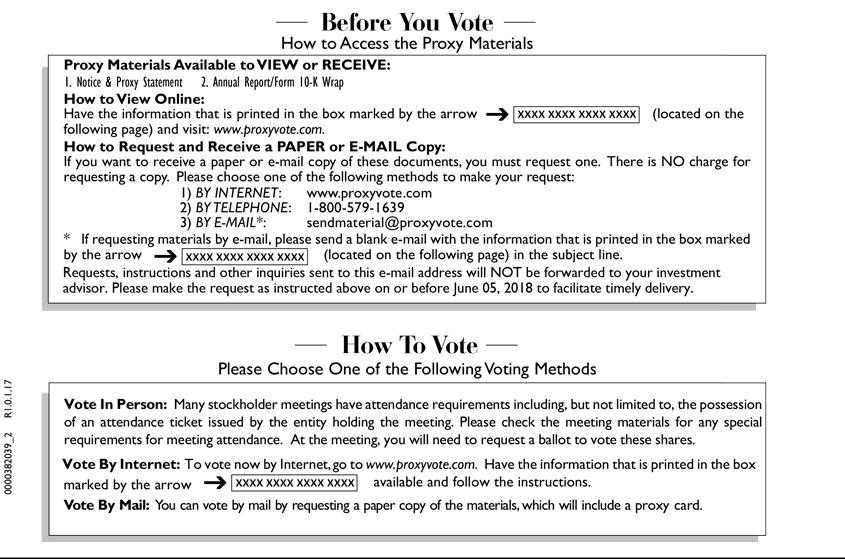 Before You Vote
How to Access the Proxy Materials
Proxy Materials Available to VIEW or RECEIVE:
1. Notice & Proxy Statement 2. Annual Report/Form 10-K Wrap
How to View Online:
Have the information that is printed in the box marked by the arrow → XXXX XXXX XXXX XXXX (located on the
following page) and visit: www.proxyvote.com.
How to Request and Receive a PAPER or E-MAIL Copy:
If you want to receive a paper or e-mail copy of these documents, you must request one. There is NO charge for
requesting a copy. Please choose one of the following methods to make your request:
1) BY INTERNET: www.proxyvote.com
2) BY TELEPHONE: 1-800-579-1639
3) BY E-MAIL*: sendmaterial@proxyvote.com
* If requesting materials by e-mail, please send a blank e-mail with the information that is printed in the box marked
by the arrow → XXXX XXXX XXXX XXXX (located on the following page) in the subject line.
Requests, instructions and other inquiries sent to this e-mail address will NOT be forwarded to your investment
advisor. Please make the request as instructed above on or before June 05, 2018 to facilitate timely delivery.
How To Vote
Please Choose One of the Following Voting Methods
Vote In Person: Many stockholder meetings have attendance requirements including, but not limited to, the possession
of an attendance ticket issued by the entity holding the meeting. Please check the meeting materials for any special
requirements for meeting attendance. At the meeting, you will need to request a ballot to vote these shares.
Vote By Internet: To vote now by Internet, go to www.proxyvote.com. Have the information that is printed in the box
marked by the arrow → XXXX XXXX XXXX XXXX available and follow the instructions.
Vote By Mail: You can vote by mail by requesting a paper copy of the materials, which will include a proxy card.
0000382039_2 R1.0.1.17